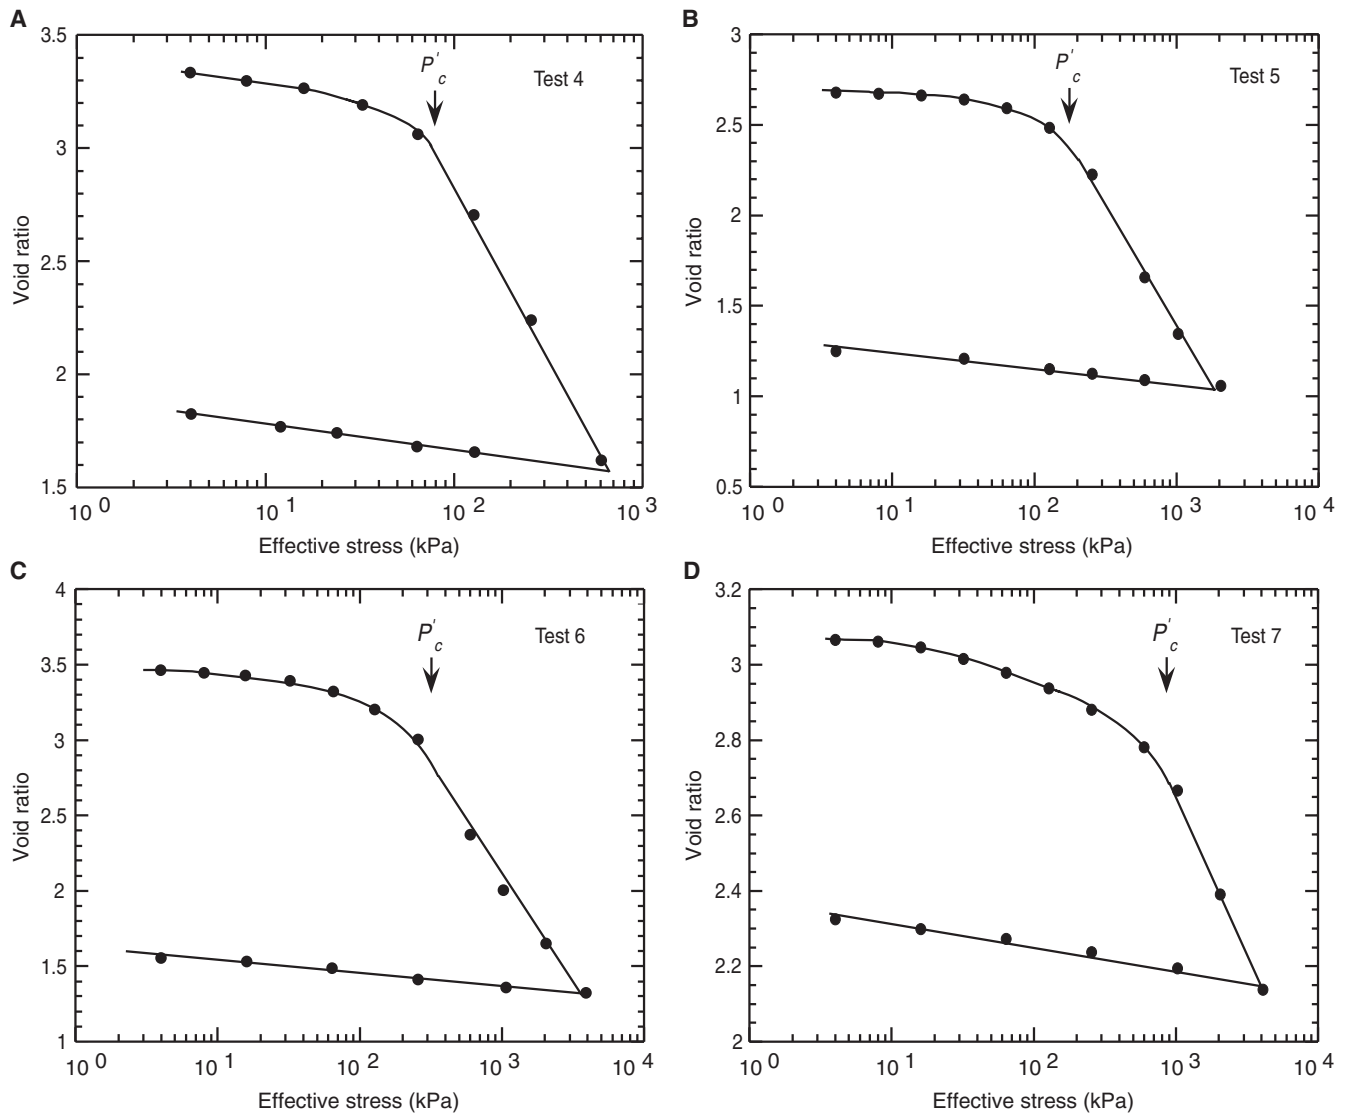 A
Test 4
P'c
Void ratio
3.5
3
2.5
2
1.5
10 0
10 1
10 2
10 3
Effective stress (kPa)
B
Test 5
P'c
Void ratio
3
2.5
2
1.5
1
0.5
10 0
10 1
10 2
10 3
10 4
Effective stress (kPa)
C
Test 6
P'c
Void ratio
4
3.5
3
2.5
2
1.5
1
10 0
10 1
10 2
10 3
10 4
Effective stress (kPa)
D
Test 7
P'c
Void ratio
3.2
3
2.8
2.6
2.4
2.2
2
10 0
10 1
10 2
10 3
10 4
Effective stress (kPa)